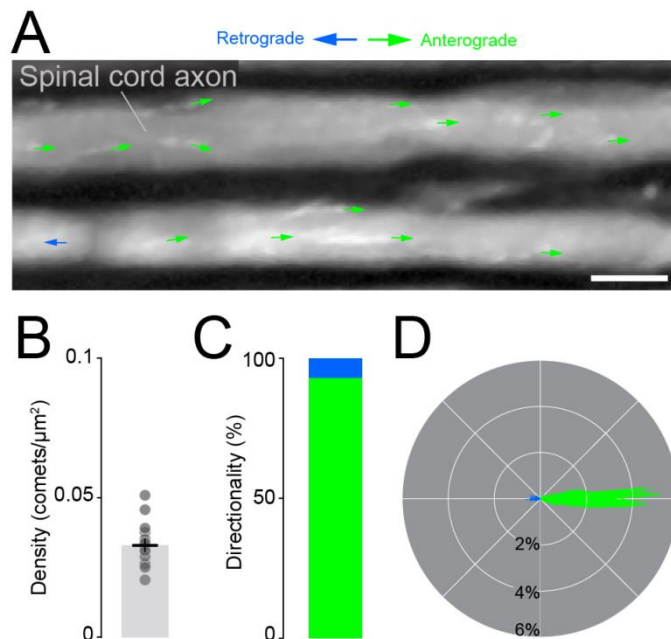 A
Retrograde Anterograde
Spinal cord axon
B
Density (comets/μm²)
0.1
0.05
0
C
Directionality (%)
100
50
0
D
2%
4%
6%